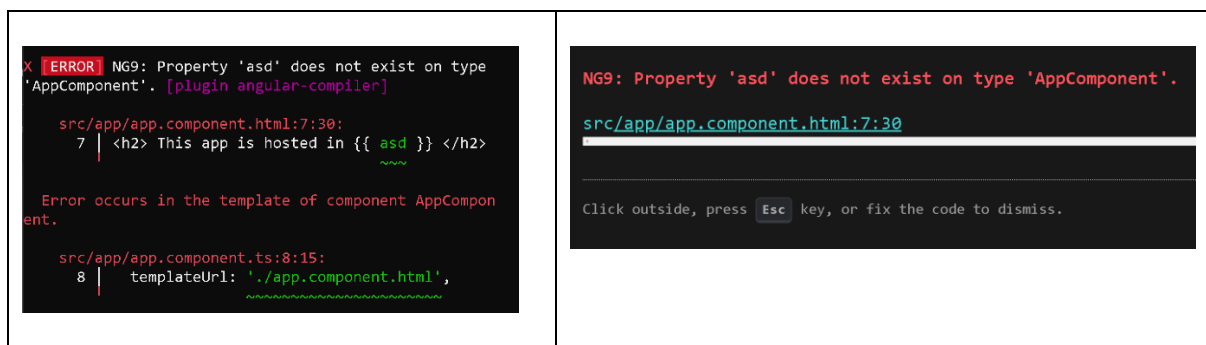 X [ERROR] NG9: Property 'asd' does not exist on type
'AppComponent'. [plugin angular-compiler]
src/app/app.component.html:7:30:
7 │ <h2> This app is hosted in {{ asd }} </h2>
~~~
Error occurs in the template of component AppCompon
ent.
src/app/app.component.ts:8:15:
8 │ templateUrl: './app.component.html',
~~~~~~~~~~~~~~~~~~~~~~
NG9: Property 'asd' does not exist on type 'AppComponent'.
src/app/app.component.html:7:30
Click outside, press Esc key, or fix the code to dismiss.